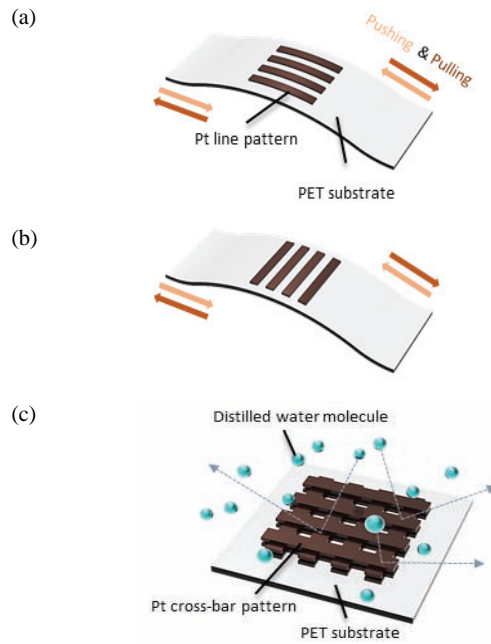 (a)
Pushing & Pulling
Pt line pattern
PET substrate
(b)
(c)
Distilled water molecule
Pt cross-bar pattern
PET substrate